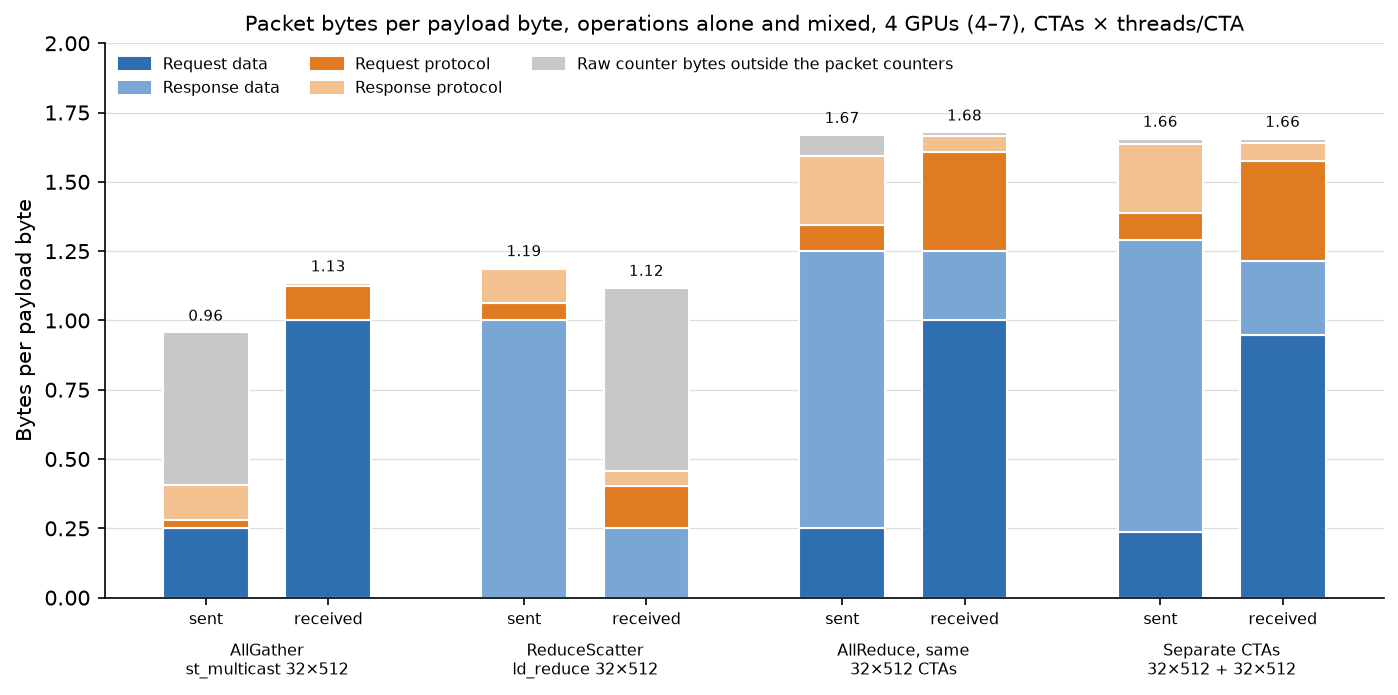 Packet bytes per payload byte, operations alone and mixed, 4 GPUs (4–7), CTAs × threads/CTA
Request data
Response data
Request protocol
Response protocol
Raw counter bytes outside the packet counters
Bytes per payload byte
2.00
1.75
1.50
1.25
1.00
0.75
0.50
0.25
0.00
0.96
1.13
1.19
1.12
1.67
1.68
1.66
1.66
sent
received
sent
received
sent
received
sent
received
AllGather
st_multicast 32×512
ReduceScatter
ld_reduce 32×512
AllReduce, same
32×512 CTAs
Separate CTAs
32×512 + 32×512